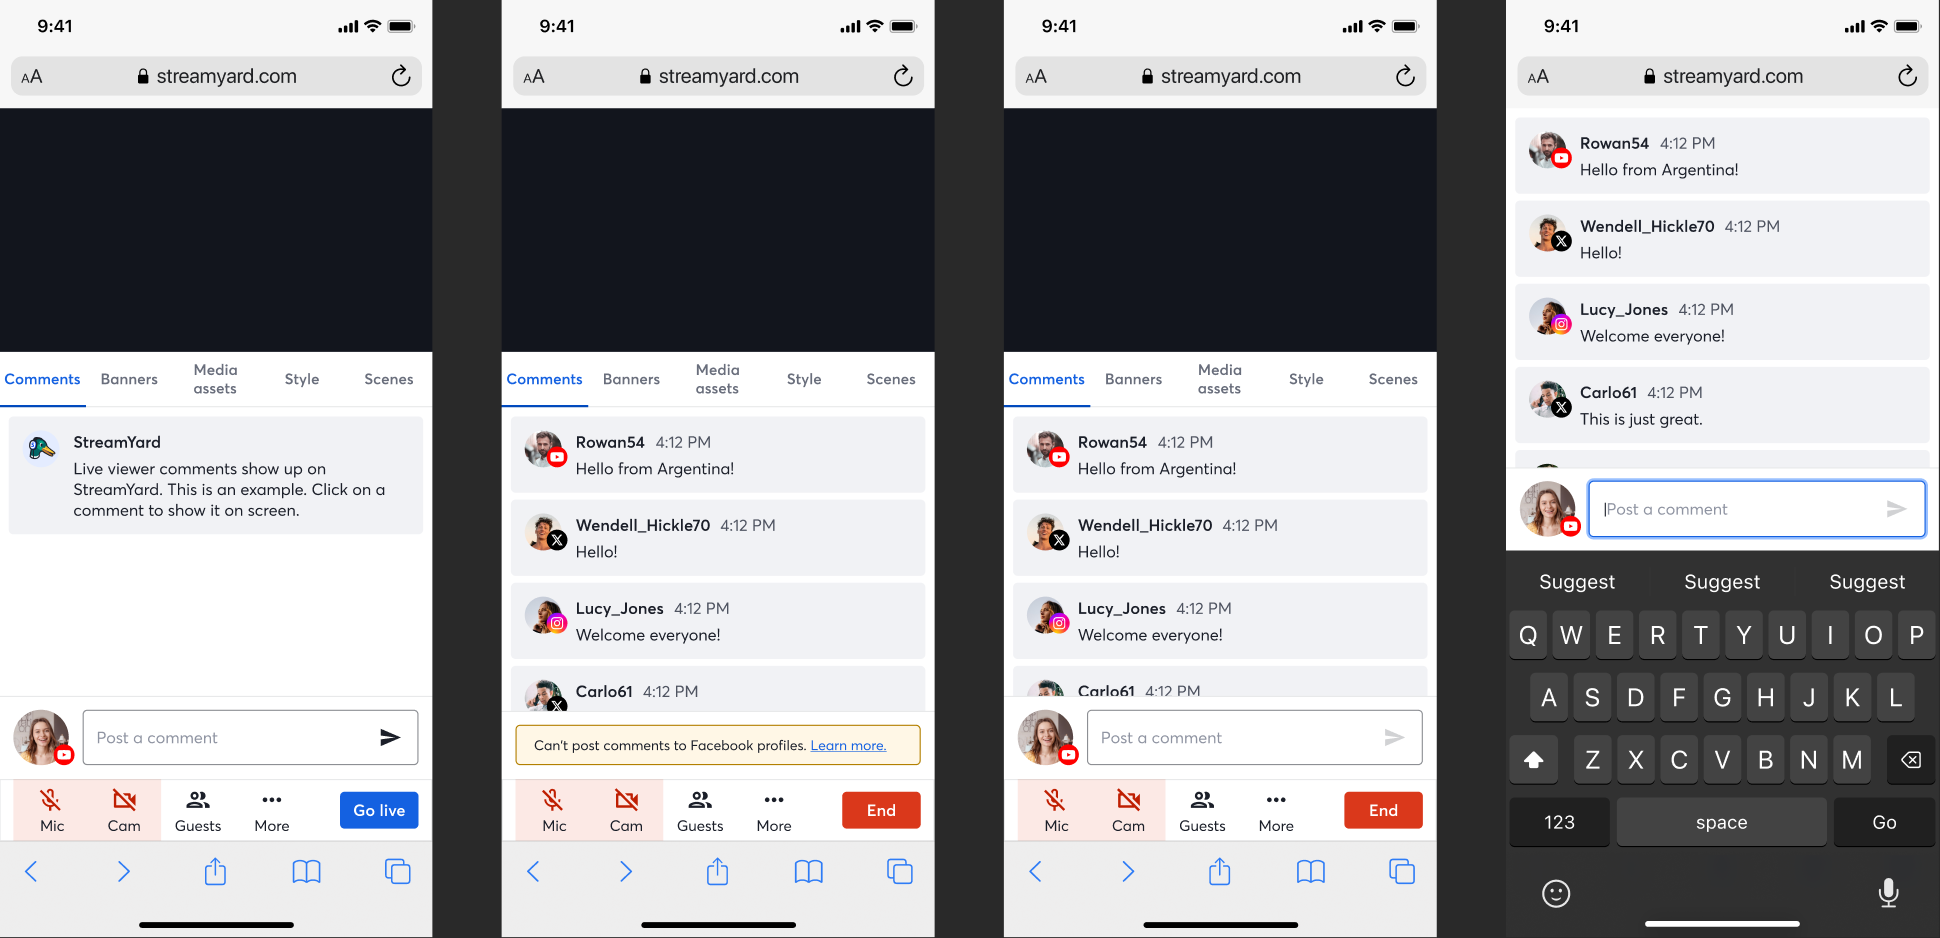 9:41
AA streamyard.com
Comments Banners Media assets Style Scenes
StreamYard
Live viewer comments show up on
StreamYard. This is an example. Click on a
comment to show it on screen.
Post a comment
Mic Cam Guests More Go live
9:41
AA streamyard.com
Comments Banners Media assets Style Scenes
Rowan54 4:12 PM
Hello from Argentina!
Wendell_Hickle70 4:12 PM
Hello!
Lucy_Jones 4:12 PM
Welcome everyone!
Carlo61 4:12 PM
Can't post comments to Facebook profiles. Learn more.
Mic Cam Guests More End
9:41
AA streamyard.com
Comments Banners Media assets Style Scenes
Rowan54 4:12 PM
Hello from Argentina!
Wendell_Hickle70 4:12 PM
Hello!
Lucy_Jones 4:12 PM
Welcome everyone!
Carlo61 4:12 PM
Post a comment
Mic Cam Guests More End
9:41
AA streamyard.com
Rowan54 4:12 PM
Hello from Argentina!
Wendell_Hickle70 4:12 PM
Hello!
Lucy_Jones 4:12 PM
Welcome everyone!
Carlo61 4:12 PM
This is just great.
Post a comment
Suggest Suggest Suggest
Q W E R T Y U I O P
A S D F G H J K L
Z X C V B N M
123 space Go